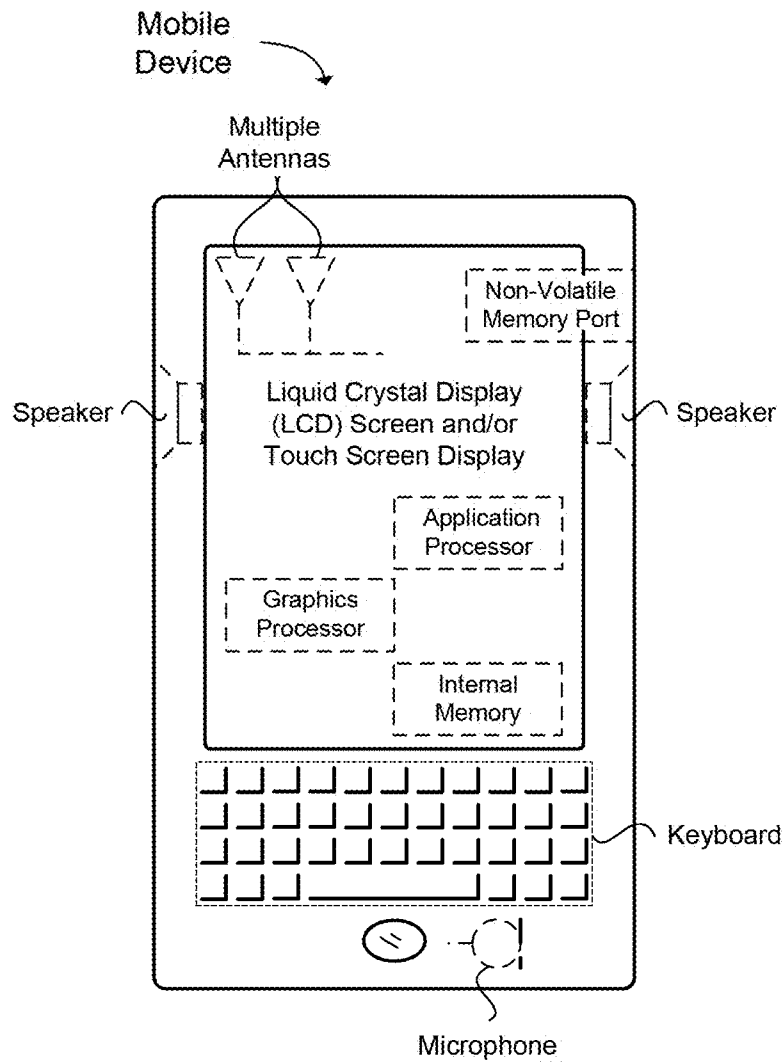 Mobile
Device
Multiple
Antennas
Non-Volatile
Memory Port
Speaker
Liquid Crystal Display
(LCD) Screen and/or
Touch Screen Display
Speaker
Application
Processor
Graphics
Processor
Internal
Memory
Keyboard
Microphone